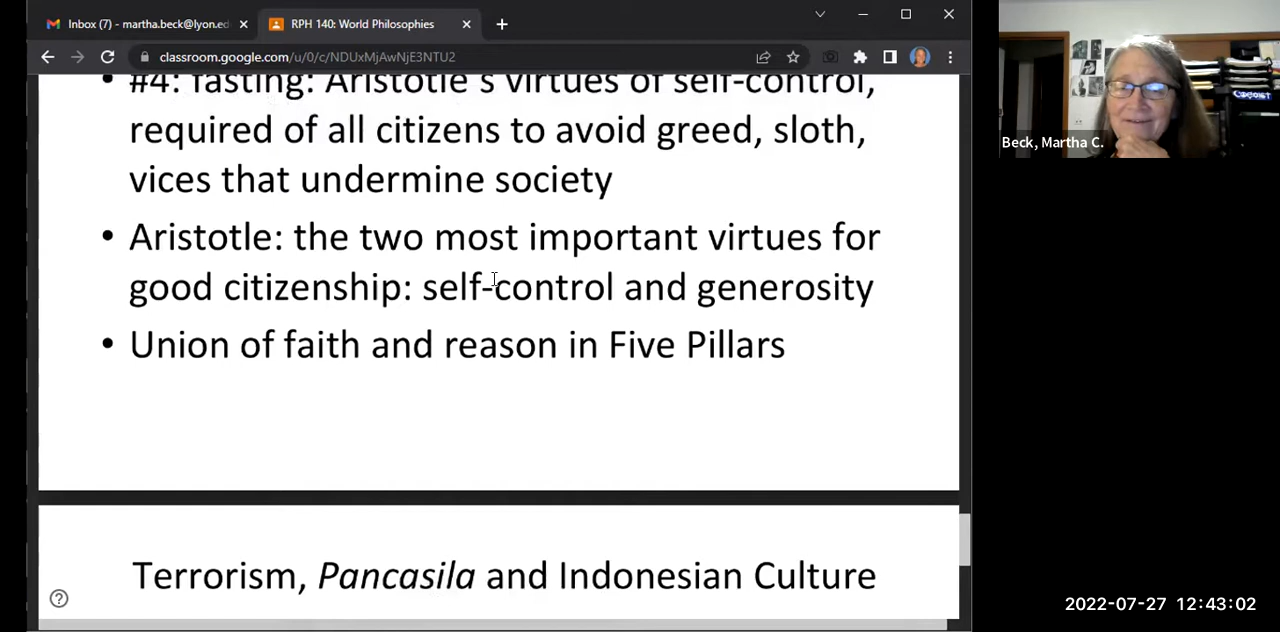 Inbox (7) - martha.beck@lyon.ed
RPH 140: World Philosophies
classroom.google.com/u/0/c/NDUxMjAwNjE3NTU2
• #4: fasting: Aristotle's virtues of self-control,
required of all citizens to avoid greed, sloth,
vices that undermine society
• Aristotle: the two most important virtues for
good citizenship: self-control and generosity
• Union of faith and reason in Five Pillars
Terrorism, Pancasila and Indonesian Culture
Beck, Martha C.
2022-07-27 12:43:02